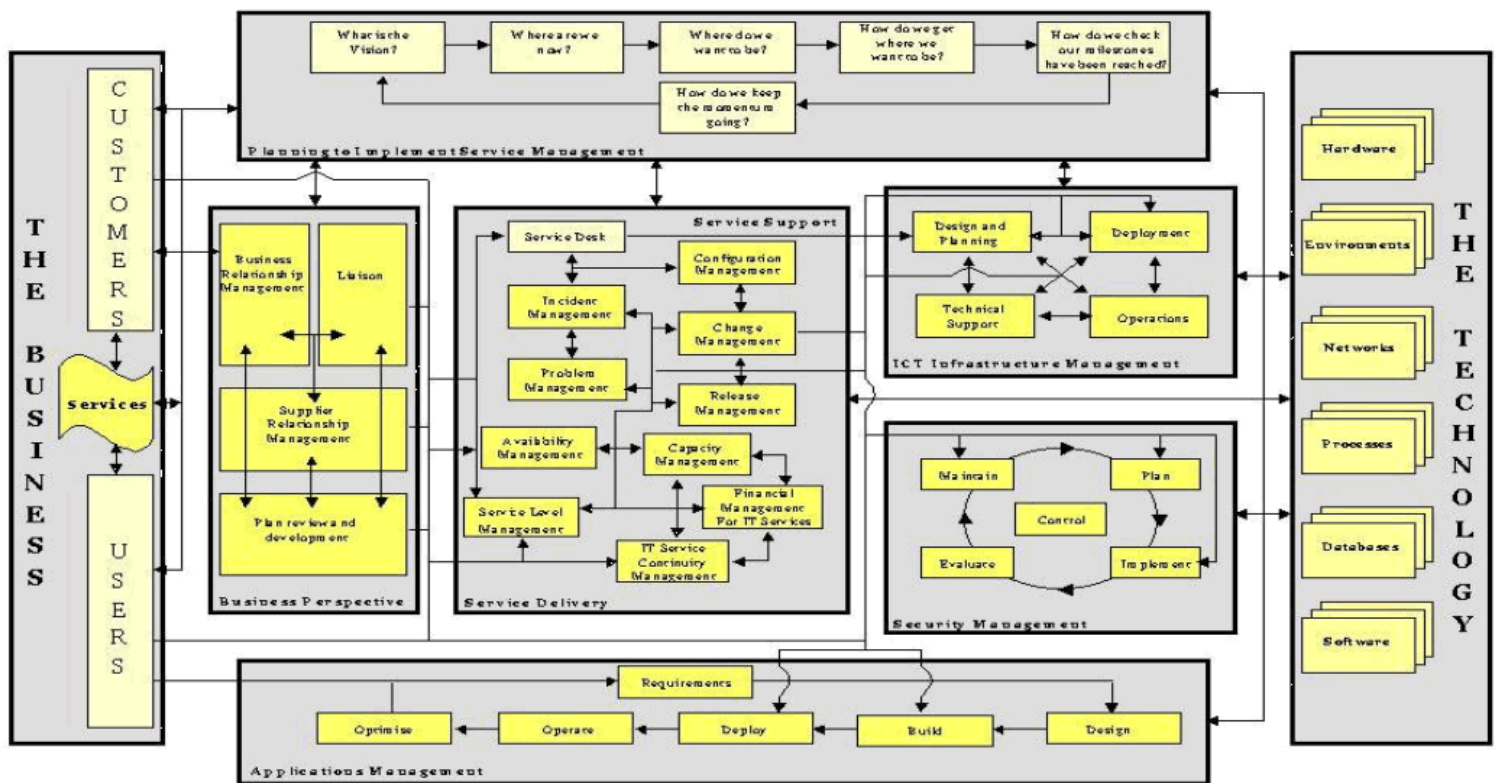 What is the
Vision?
Where are we
now?
Where do we
want to be?
How do we get
where we
want to be?
How do we check
our milestones
have been reached?
How do we keep
the momentum
going?
Planning to Implement Service Management
THE BUSINESS
CUSTOMERS
Services
USERS
Business
Relationship
Management
Liaison
Supplier
Relationship
Management
Plan review and
development
Business Perspective
Service Support
Service Desk
Configuration
Management
Incident
Management
Change
Management
Problem
Management
Release
Management
Availability
Management
Capacity
Management
Service Level
Management
Financial
Management
For IT Services
IT Service
Continuity
Management
Service Delivery
Design and
Planning
Deployment
Technical
Support
Operations
ICT Infrastructure Management
Maintain
Plan
Control
Evaluate
Implement
Security Management
Requirements
Optimise
Operate
Deploy
Build
Design
Applications Management
Hardware
Environments
Networks
Processes
Databases
Software
THE TECHNOLOGY